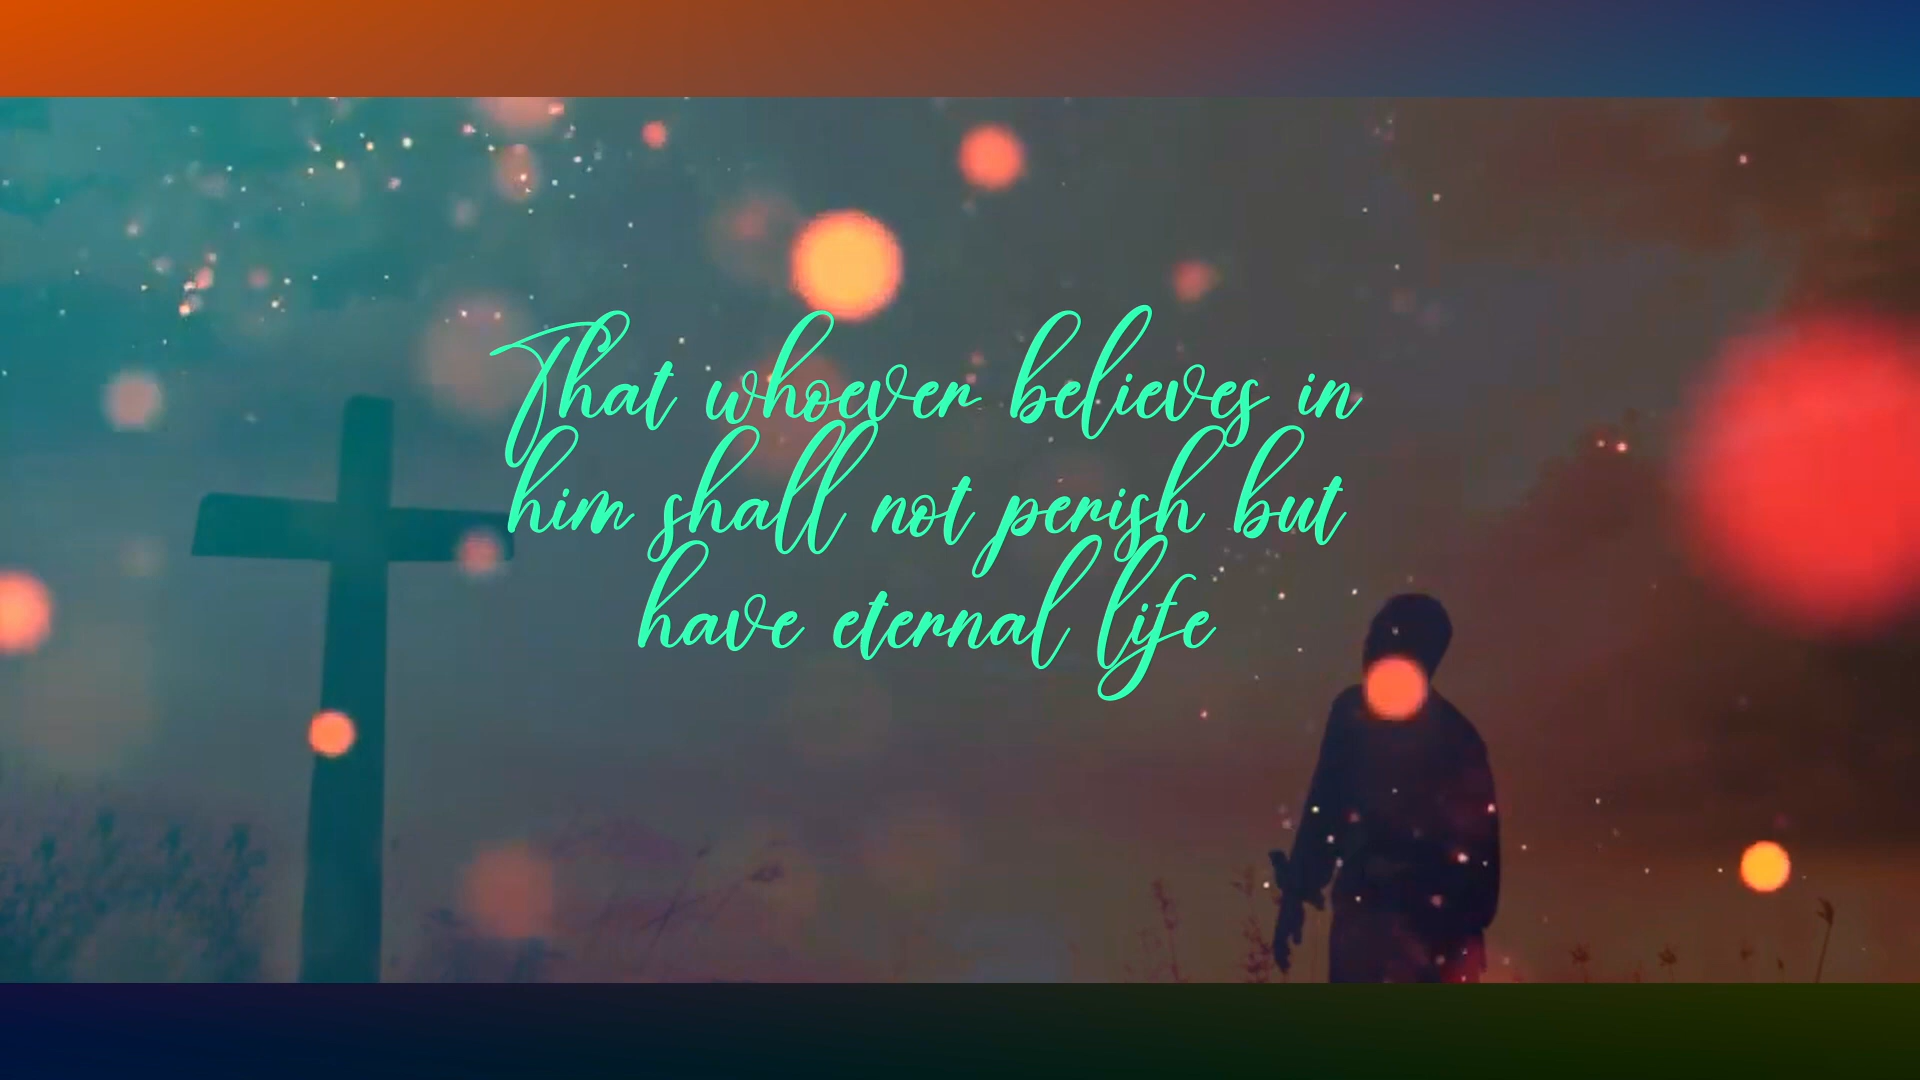 That whoever believes in
him shall not perish but
have eternal life